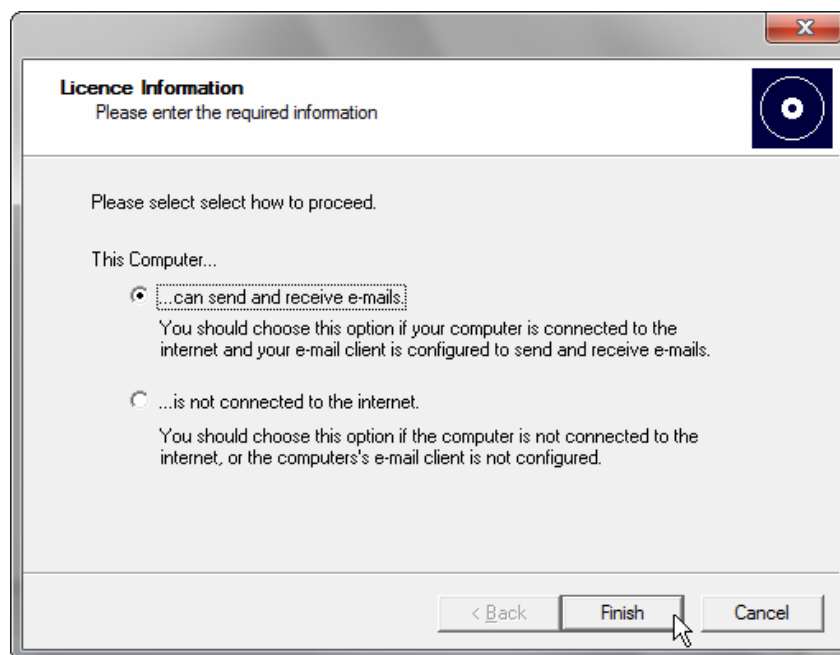 Licence Information
Please enter the required information
Please select select how to proceed.
This Computer...
...can send and receive e-mails.
You should choose this option if your computer is connected to the
internet and your e-mail client is configured to send and receive e-mails.
...is not connected to the internet.
You should choose this option if the computer is not connected to the
internet, or the computers's e-mail client is not configured.
< Back Finish Cancel